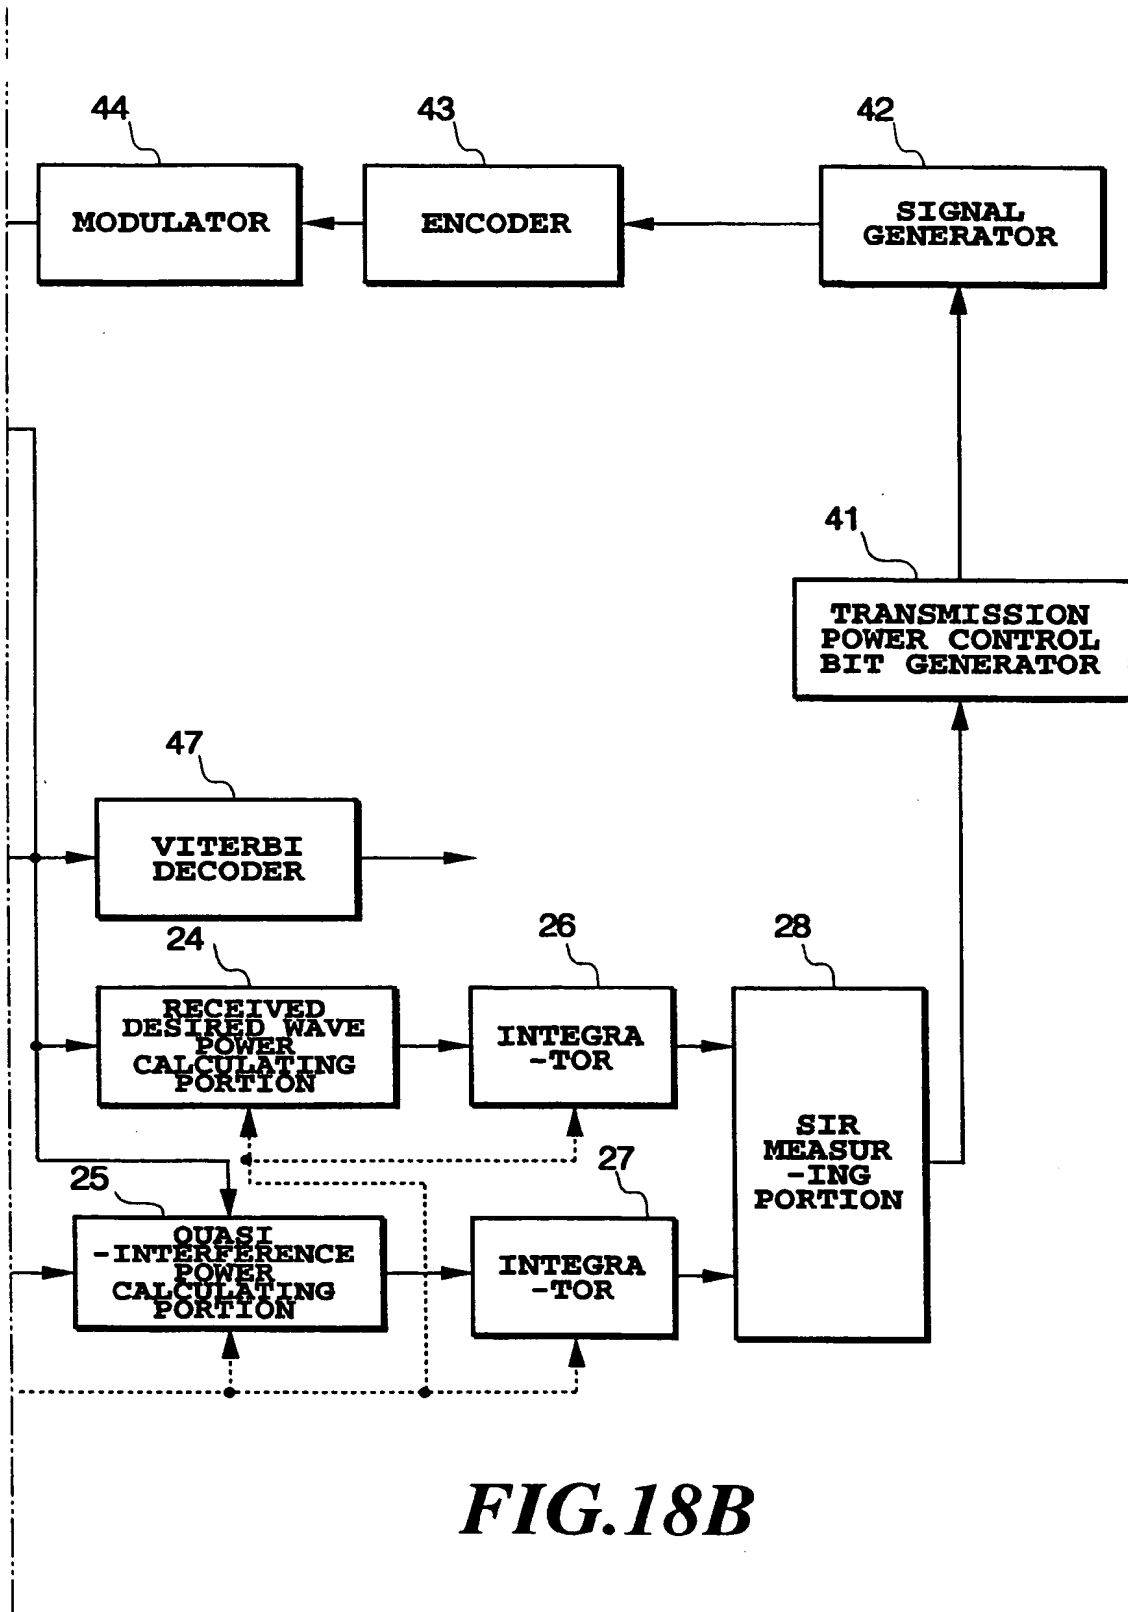 44
43
42
MODULATOR
ENCODER
SIGNAL
GENERATOR
41
TRANSMISSION
POWER CONTROL
BIT GENERATOR
47
VITERBI
DECODER
24
26
28
RECEIVED
DESIRED WAVE
POWER
CALCULATING
PORTION
INTEGRA
-TOR
SIR
MEASUR
-ING
PORTION
25
27
QUASI
-INTERFERENCE
POWER
CALCULATING
PORTION
INTEGRA
-TOR
FIG.18B